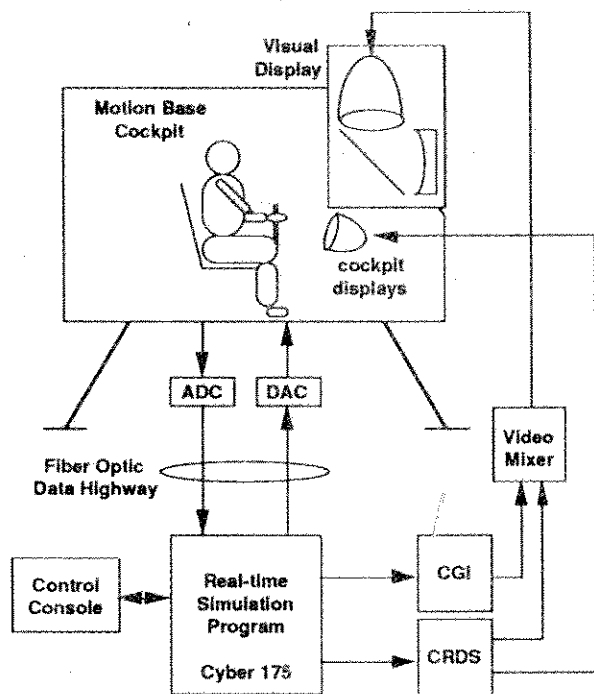 Visual
Display
Motion Base
Cockpit
cockpit
displays
ADC
DAC
Fiber Optic
Data Highway
Video
Mixer
Control
Console
Real-time
Simulation
Program
Cyber 175
CGI
CRDS